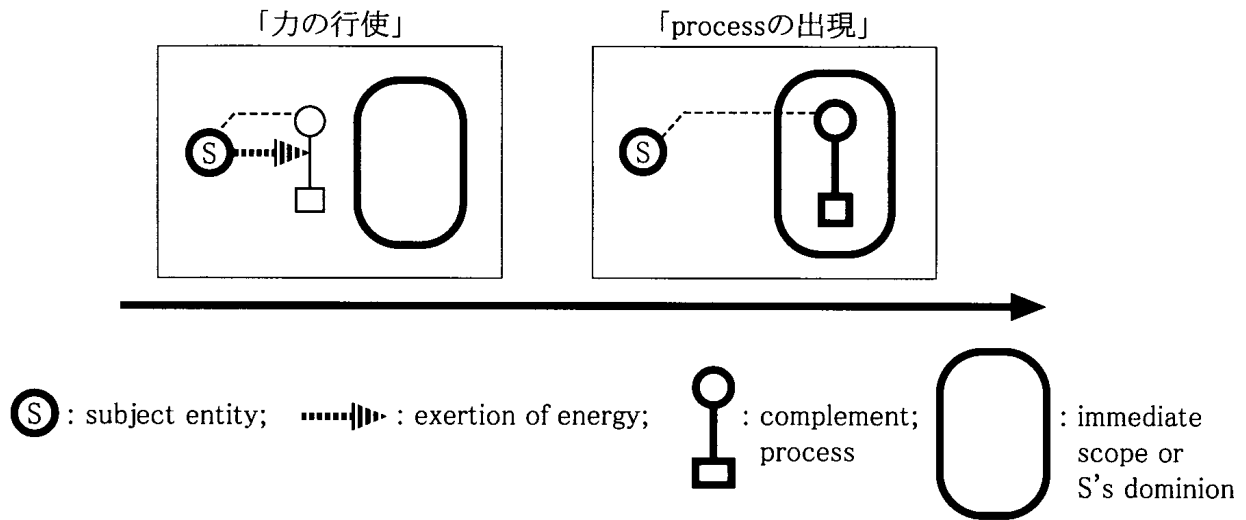 「力の行使」
「processの出現」
S
S
S : subject entity;
: exertion of energy;
: complement;
process
: immediate
scope or
S's dominion